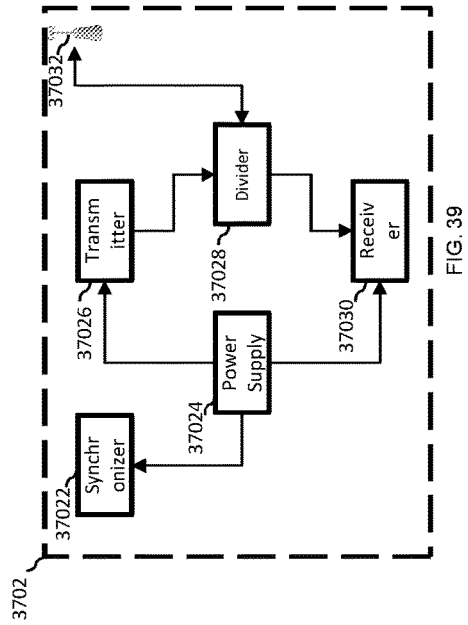 3702
37022
Synchr
onizer
37024
Power
Supply
37026
Transm
itter
37028
Divider
37030
Receiv
er
37032
FIG. 39